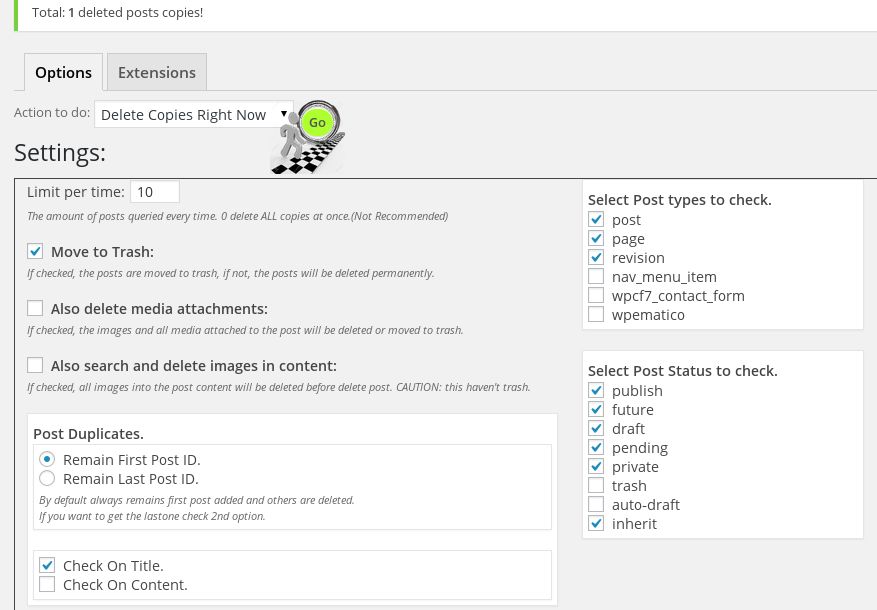 Total: 1 deleted posts copies!
Options
Extensions
Action to do: Delete Copies Right Now
Go
Settings:
Limit per time: 10
The amount of posts queried every time. 0 delete ALL copies at once.(Not Recommended)
Move to Trash:
If checked, the posts are moved to trash, if not, the posts will be deleted permanently.
Also delete media attachments:
If checked, the images and all media attached to the post will be deleted or moved to trash.
Also search and delete images in content:
If checked, all images into the post content will be deleted before delete post. CAUTION: this haven't trash.
Post Duplicates.
Remain First Post ID.
Remain Last Post ID.
By default always remains first post added and others are deleted.
If you want to get the lastone check 2nd option.
Check On Title.
Check On Content.
Select Post types to check.
post
page
revision
nav_menu_item
wpcf7_contact_form
wpematico
Select Post Status to check.
publish
future
draft
pending
private
trash
auto-draft
inherit